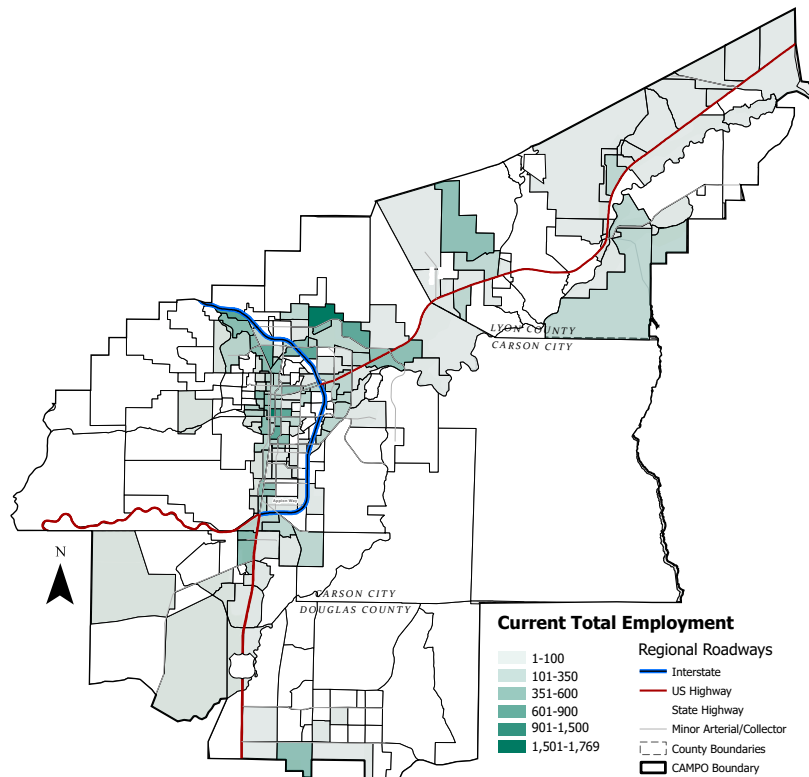 LYON COUNTY
CARSON CITY
Appion Way
N
CARSON CITY
DOUGLAS COUNTY
Current Total Employment
1-100
101-350
351-600
601-900
901-1,500
1,501-1,769
Regional Roadways
Interstate
US Highway
State Highway
Minor Arterial/Collector
County Boundaries
CAMPO Boundary